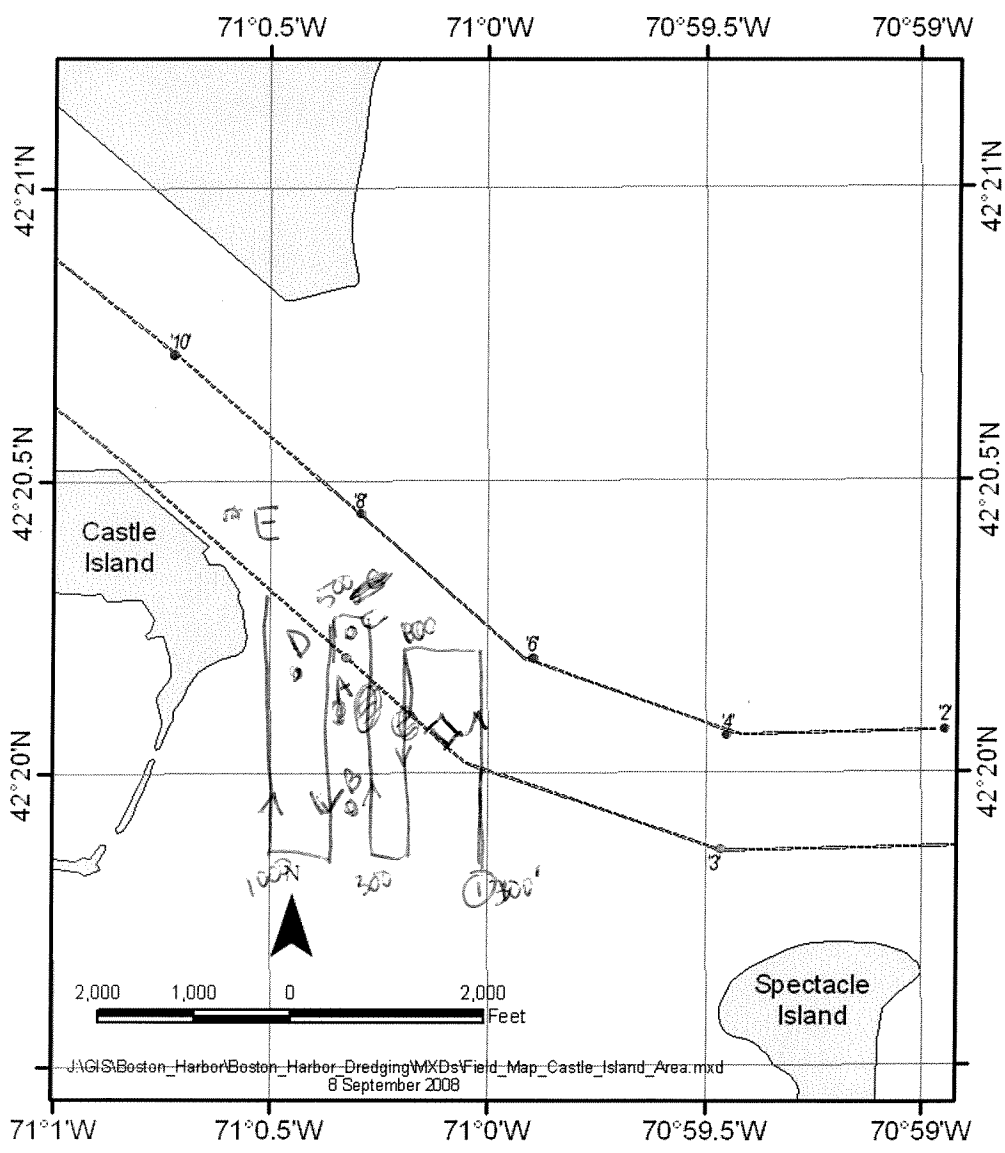 71°0.5'W 71°0'W 70°59.5'W 70°59'W
42°21'N 42°21'N
'10'
42°20.5'N 42°20.5'N
'8'
E
Castle
Island
500
C
800
'6'
D
A
'4' '2'
42°20'N 42°20'N
B
3'
1000 300 1 300'
N
2,000 1,000 0 2,000
Feet
Spectacle
Island
J:\GIS\Boston_Harbor\Boston_Harbor_Dredging\MXDs\Field_Map_Castle_Island_Area.mxd
8 September 2008
71°1'W 71°0.5'W 71°0'W 70°59.5'W 70°59'W